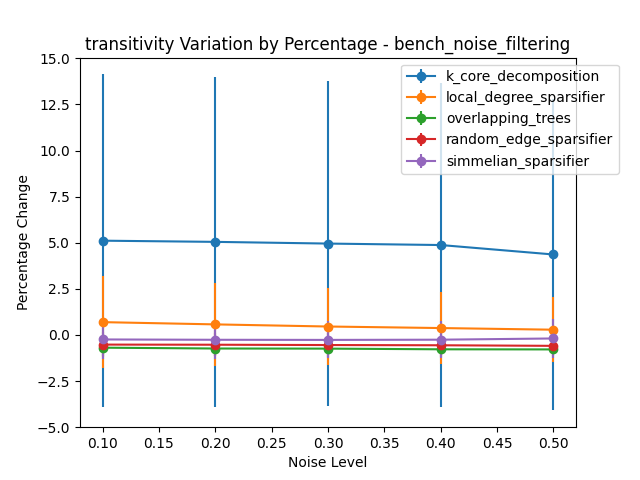 transitivity Variation by Percentage - bench_noise_filtering
15.0
12.5
10.0
7.5
5.0
2.5
0.0
−2.5
−5.0
Percentage Change
k_core_decomposition
local_degree_sparsifier
overlapping_trees
random_edge_sparsifier
simmelian_sparsifier
0.10 0.15 0.20 0.25 0.30 0.35 0.40 0.45 0.50
Noise Level